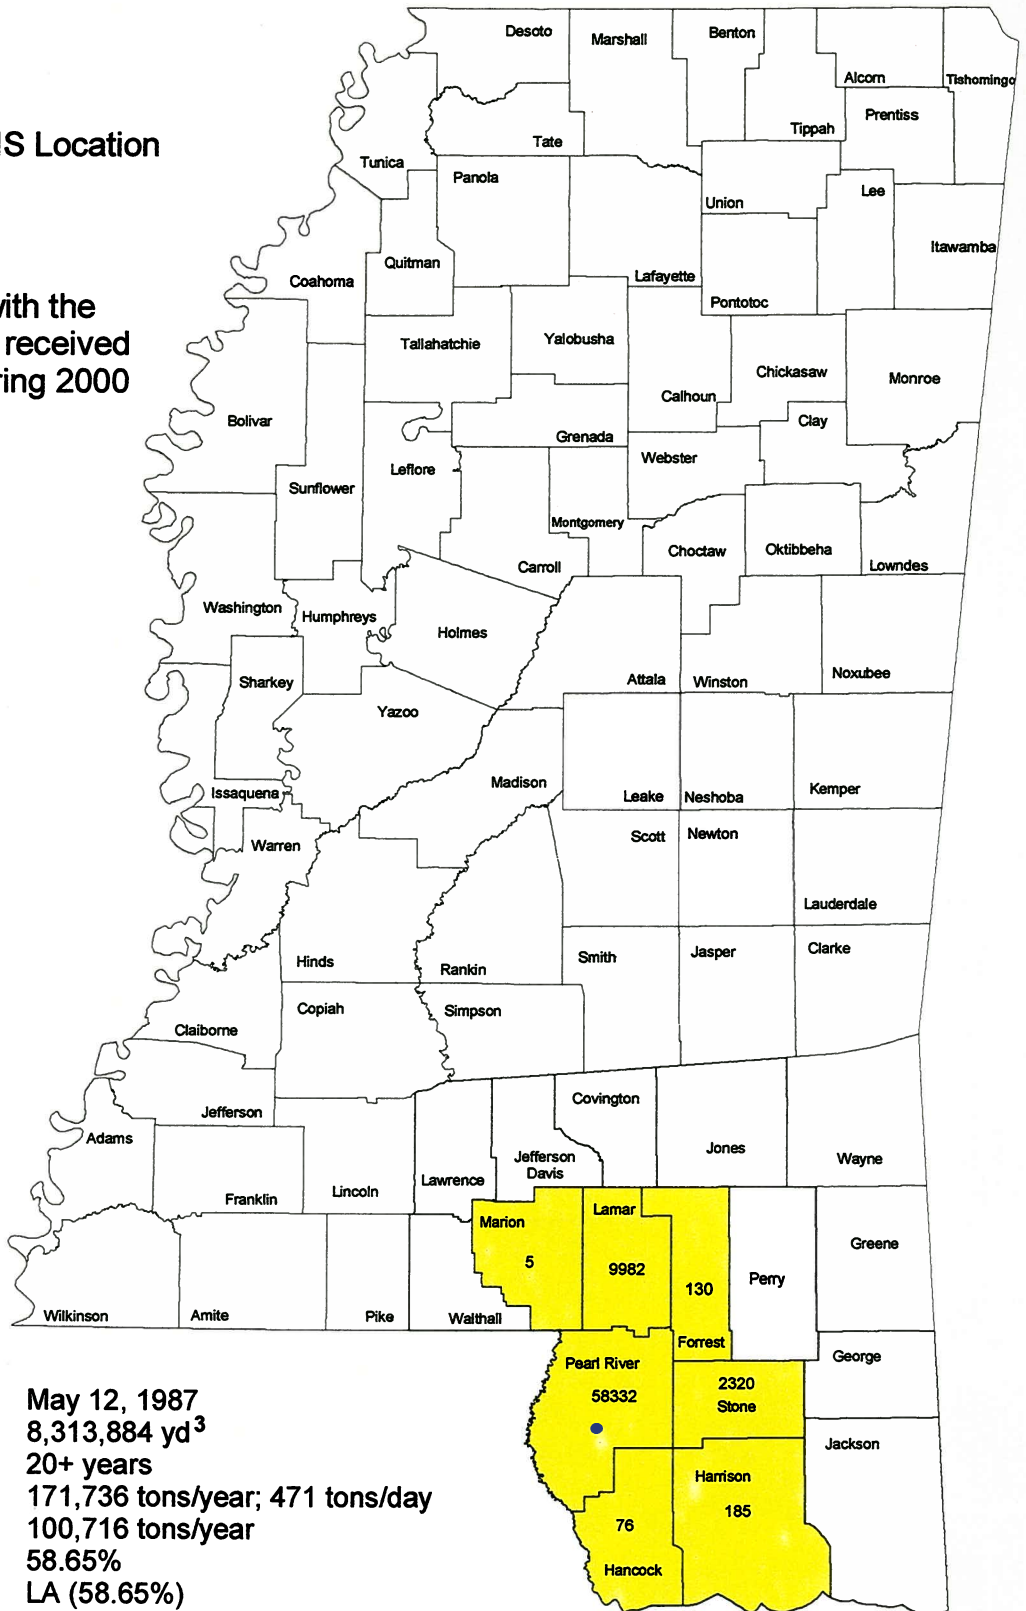 Desoto
Marshall
Benton
Alcorn
Tishomingo
Prentiss
Tippah
Tate
IS Location
Tunica
Panola
Lee
Union
Itawamba
Quitman
Coahoma
Lafayette
Pontotoc
with the
received
Yalobusha
Tallahatchie
Chickasaw
Monroe
ring 2000
Calhoun
Bolivar
Clay
Grenada
Webster
Leflore
Sunflower
Montgomery
Choctaw
Oktibbeha
Carroll
Lowndes
Washington
Humphreys
Holmes
Attala
Winston
Noxubee
Sharkey
Yazoo
Madison
Issaquena
Leake
Neshoba
Kemper
Scott
Newton
Warren
Lauderdale
Hinds
Rankin
Smith
Jasper
Clarke
Copiah
Simpson
Claiborne
Covington
Jefferson
Adams
Jones
Jefferson
Davis
Wayne
Lawrence
Lincoln
Franklin
Lamar
Marion
Greene
5
9982
Perry
130
Wilkinson
Amite
Pike
Walthall
Forrest
George
Pearl River
2320
58332
Stone
Jackson
Harrison
185
76
Hancock
May 12, 1987
8,313,884 yd³
20+ years
171,736 tons/year; 471 tons/day
100,716 tons/year
58.65%
LA (58.65%)